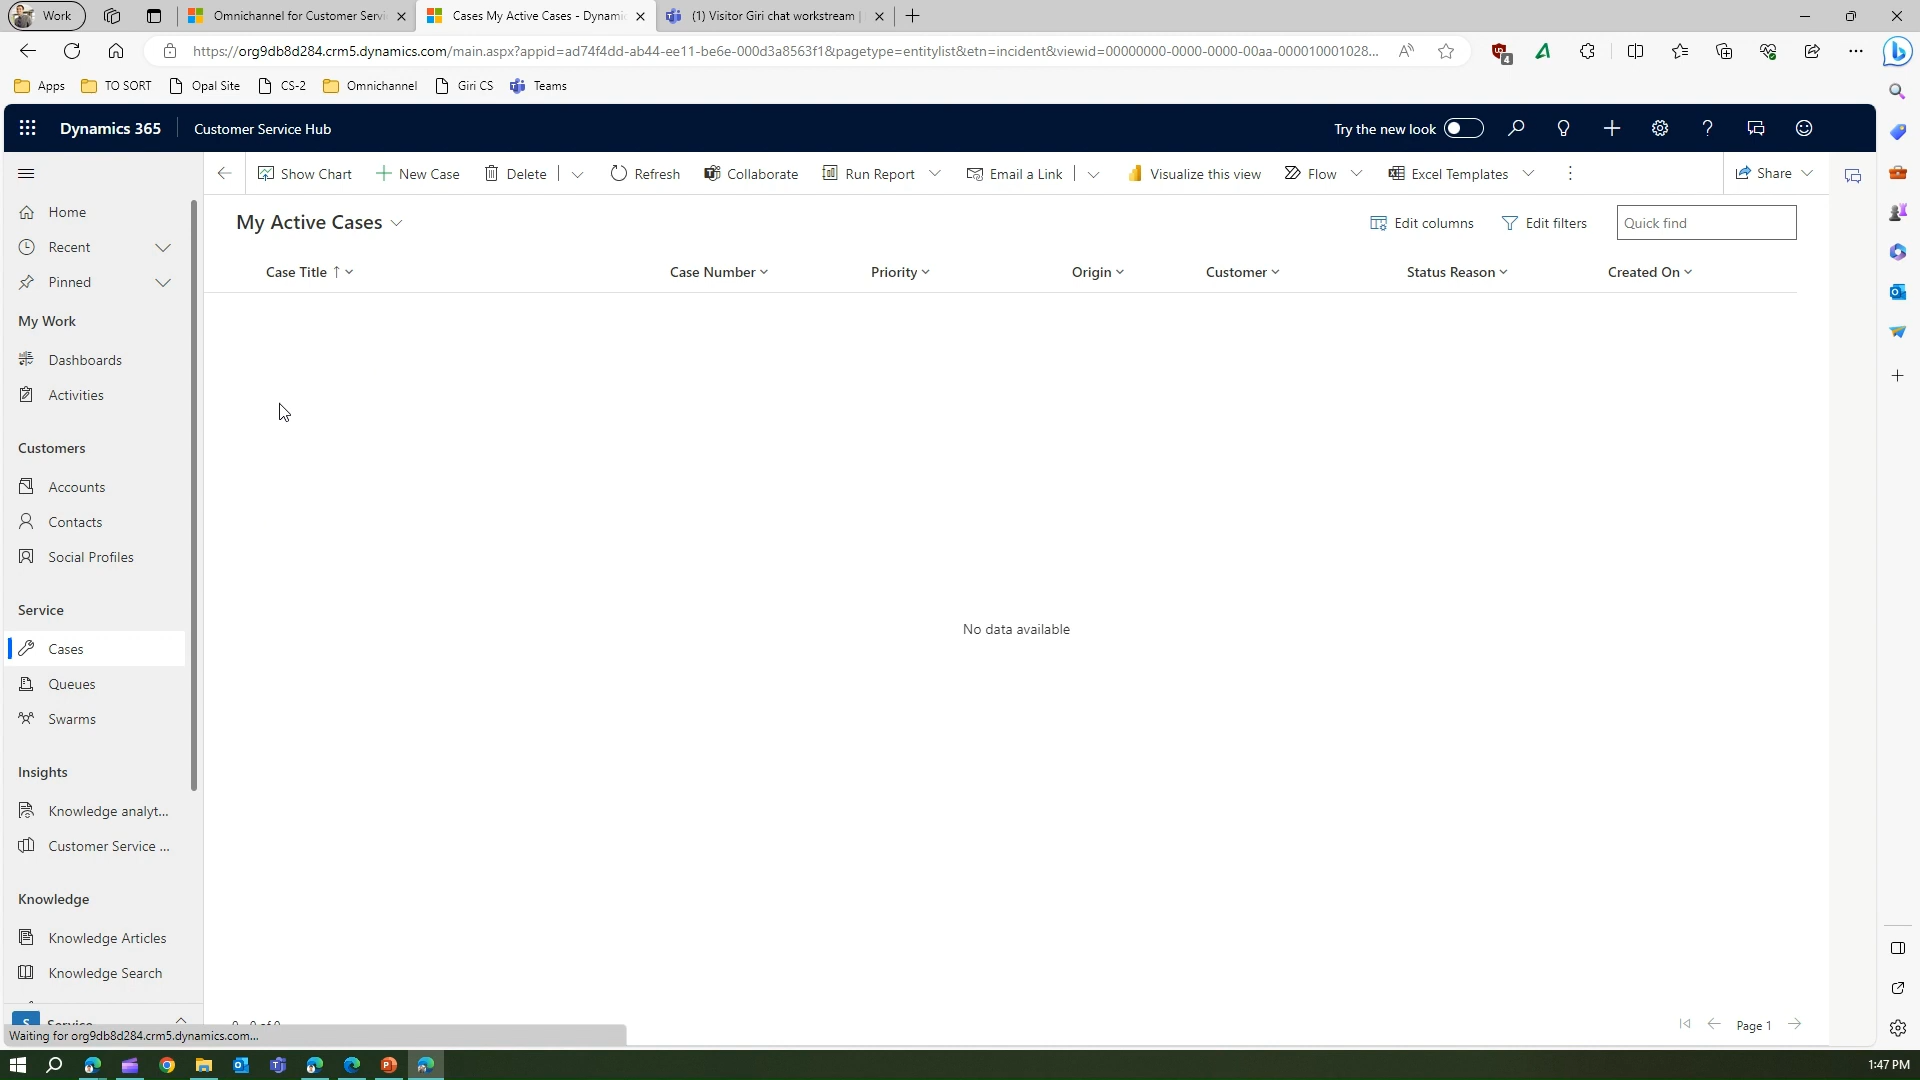 Work
Omnichannel for Customer Servi
Cases My Active Cases - Dynami
(1) Visitor Giri chat workstream |
https://org9db8d284.crm5.dynamics.com/main.aspx?appid=ad74f4dd-ab44-ee11-be6e-000d3a8563f1&pagetype=entitylist&etn=incident&viewid=00000000-0000-0000-00aa-000010001028...
4
Apps
TO SORT
Opal Site
CS-2
Omnichannel
Giri CS
Teams
Dynamics 365
Customer Service Hub
Try the new look
Show Chart
New Case
Delete
Refresh
Collaborate
Run Report
Email a Link
Visualize this view
Flow
Excel Templates
Share
Home
Recent
Pinned
My Work
Dashboards
Activities
Customers
Accounts
Contacts
Social Profiles
Service
Cases
Queues
Swarms
Insights
Knowledge analyt...
Customer Service ...
Knowledge
Knowledge Articles
Knowledge Search
Service
My Active Cases
Edit columns
Edit filters
Quick find
Case Title
Case Number
Priority
Origin
Customer
Status Reason
Created On
No data available
0 - 0 of 0
Page 1
Waiting for org9db8d284.crm5.dynamics.com...
1:47 PM